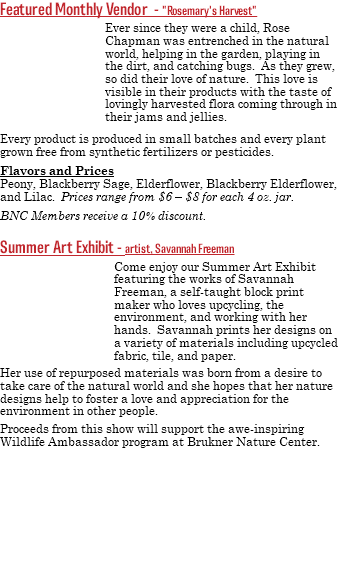 Featured Monthly Vendor - "Rosemary's Harvest"
Ever since they were a child, Rose
Chapman was entrenched in the natural
world, helping in the garden, playing in
the dirt, and catching bugs. As they grew,
so did their love of nature. This love is
visible in their products with the taste of
lovingly harvested flora coming through in
their jams and jellies.
Every product is produced in small batches and every plant
grown free from synthetic fertilizers or pesticides.
Flavors and Prices
Peony, Blackberry Sage, Elderflower, Blackberry Elderflower,
and Lilac. Prices range from $6 – $8 for each 4 oz. jar.
BNC Members receive a 10% discount.
Summer Art Exhibit - artist, Savannah Freeman
Come enjoy our Summer Art Exhibit
featuring the works of Savannah
Freeman, a self-taught block print
maker who loves upcycling, the
environment, and working with her
hands. Savannah prints her designs on
a variety of materials including upcycled
fabric, tile, and paper.
Her use of repurposed materials was born from a desire to
take care of the natural world and she hopes that her nature
designs help to foster a love and appreciation for the
environment in other people.
Proceeds from this show will support the awe-inspiring
Wildlife Ambassador program at Brukner Nature Center.